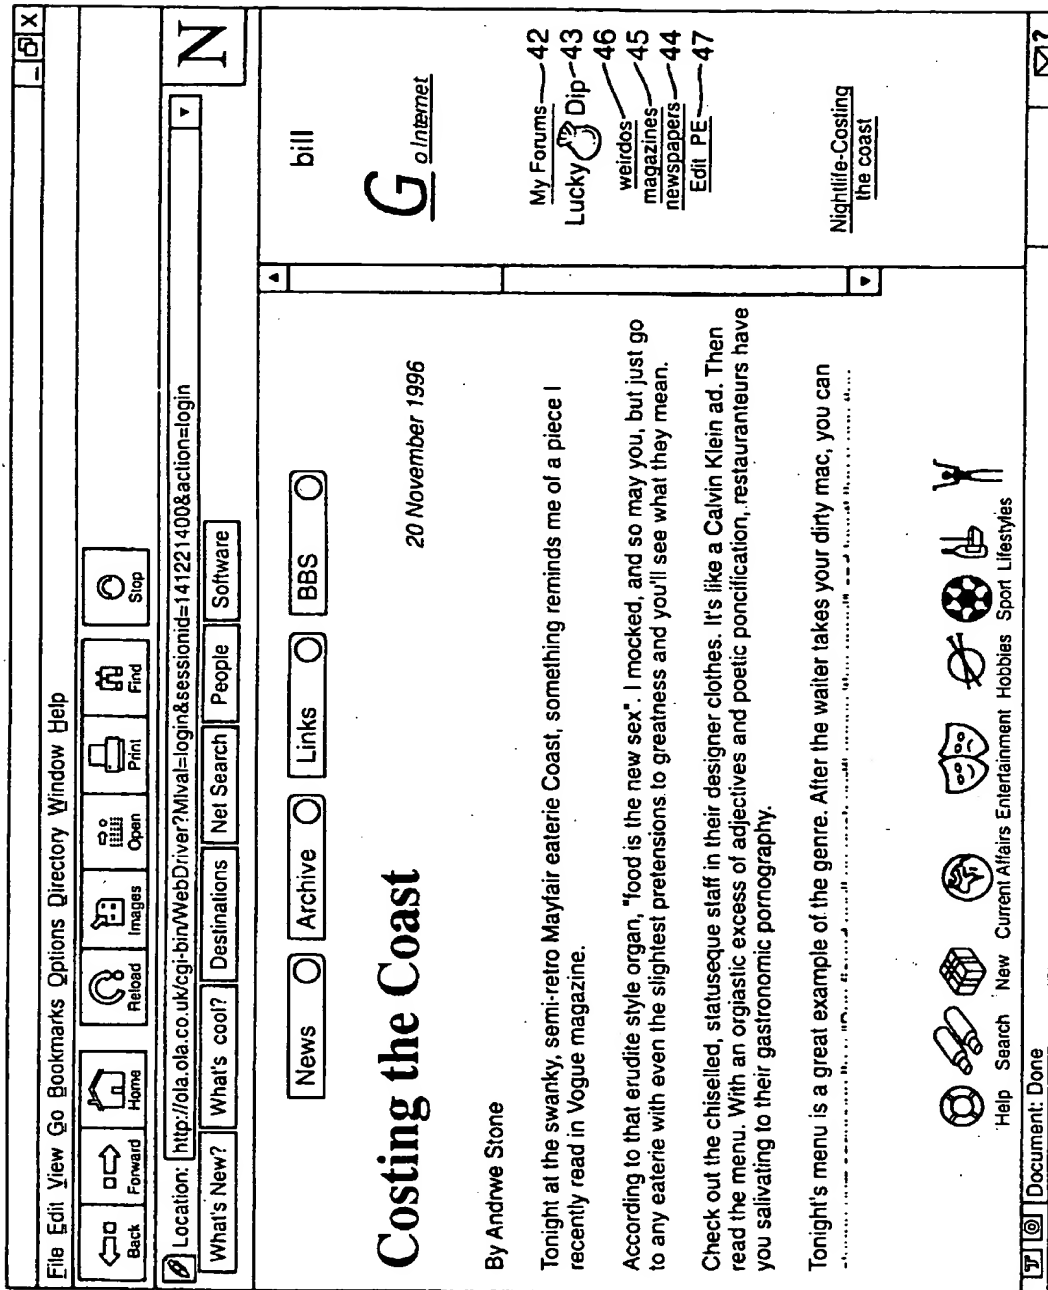 File Edit View Go Bookmarks Options Directory Window Help
Back Forward Home Reload Images Open Print Find Stop
Location: http://ola.ola.co.uk/cgi-bin/WebDriver?MIval=login&sessionid=141221400&action=login
N
What's New? What's cool? Destinations Net Search People Software
News Archive Links BBS
bill
Costing the Coast
20 November 1996
Go Internet
By Andrwe Stone
Tonight at the swanky, semi-retro Mayfair eaterie Coast, something reminds me of a piece I
recently read in Vogue magazine.
According to that erudite style organ, "food is the new sex". I mocked, and so may you, but just go
to any eaterie with even the slightest pretensions to greatness and you'll see what they mean.
Check out the chiselled, statuseque staff in their designer clothes. It's like a Calvin Klein ad. Then
read the menu. With an orgiastic excess of adjectives and poetic poncification, restauranteurs have
you salivating to their gastronomic pornography.
Tonight's menu is a great example of the genre. After the waiter takes your dirty mac, you can
My Forums 42
Lucky Dip 43
weirdos 46
magazines 45
newspapers 44
Edit PE 47
Nightlife-Costing
the coast
Help Search New Current Affairs Entertainment Hobbies Sport Lifestyles
Document: Done
?